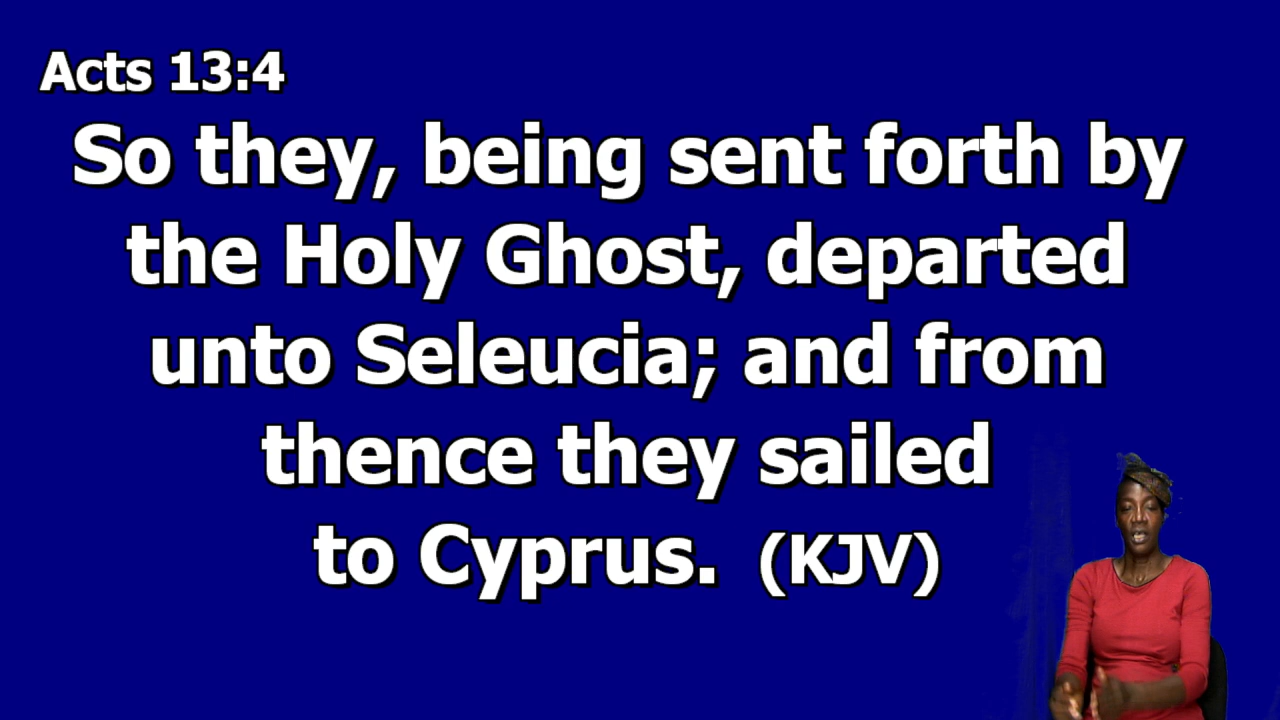 Acts 13:4
So they, being sent forth by
the Holy Ghost, departed
unto Seleucia; and from
thence they sailed
to Cyprus. (KJV)